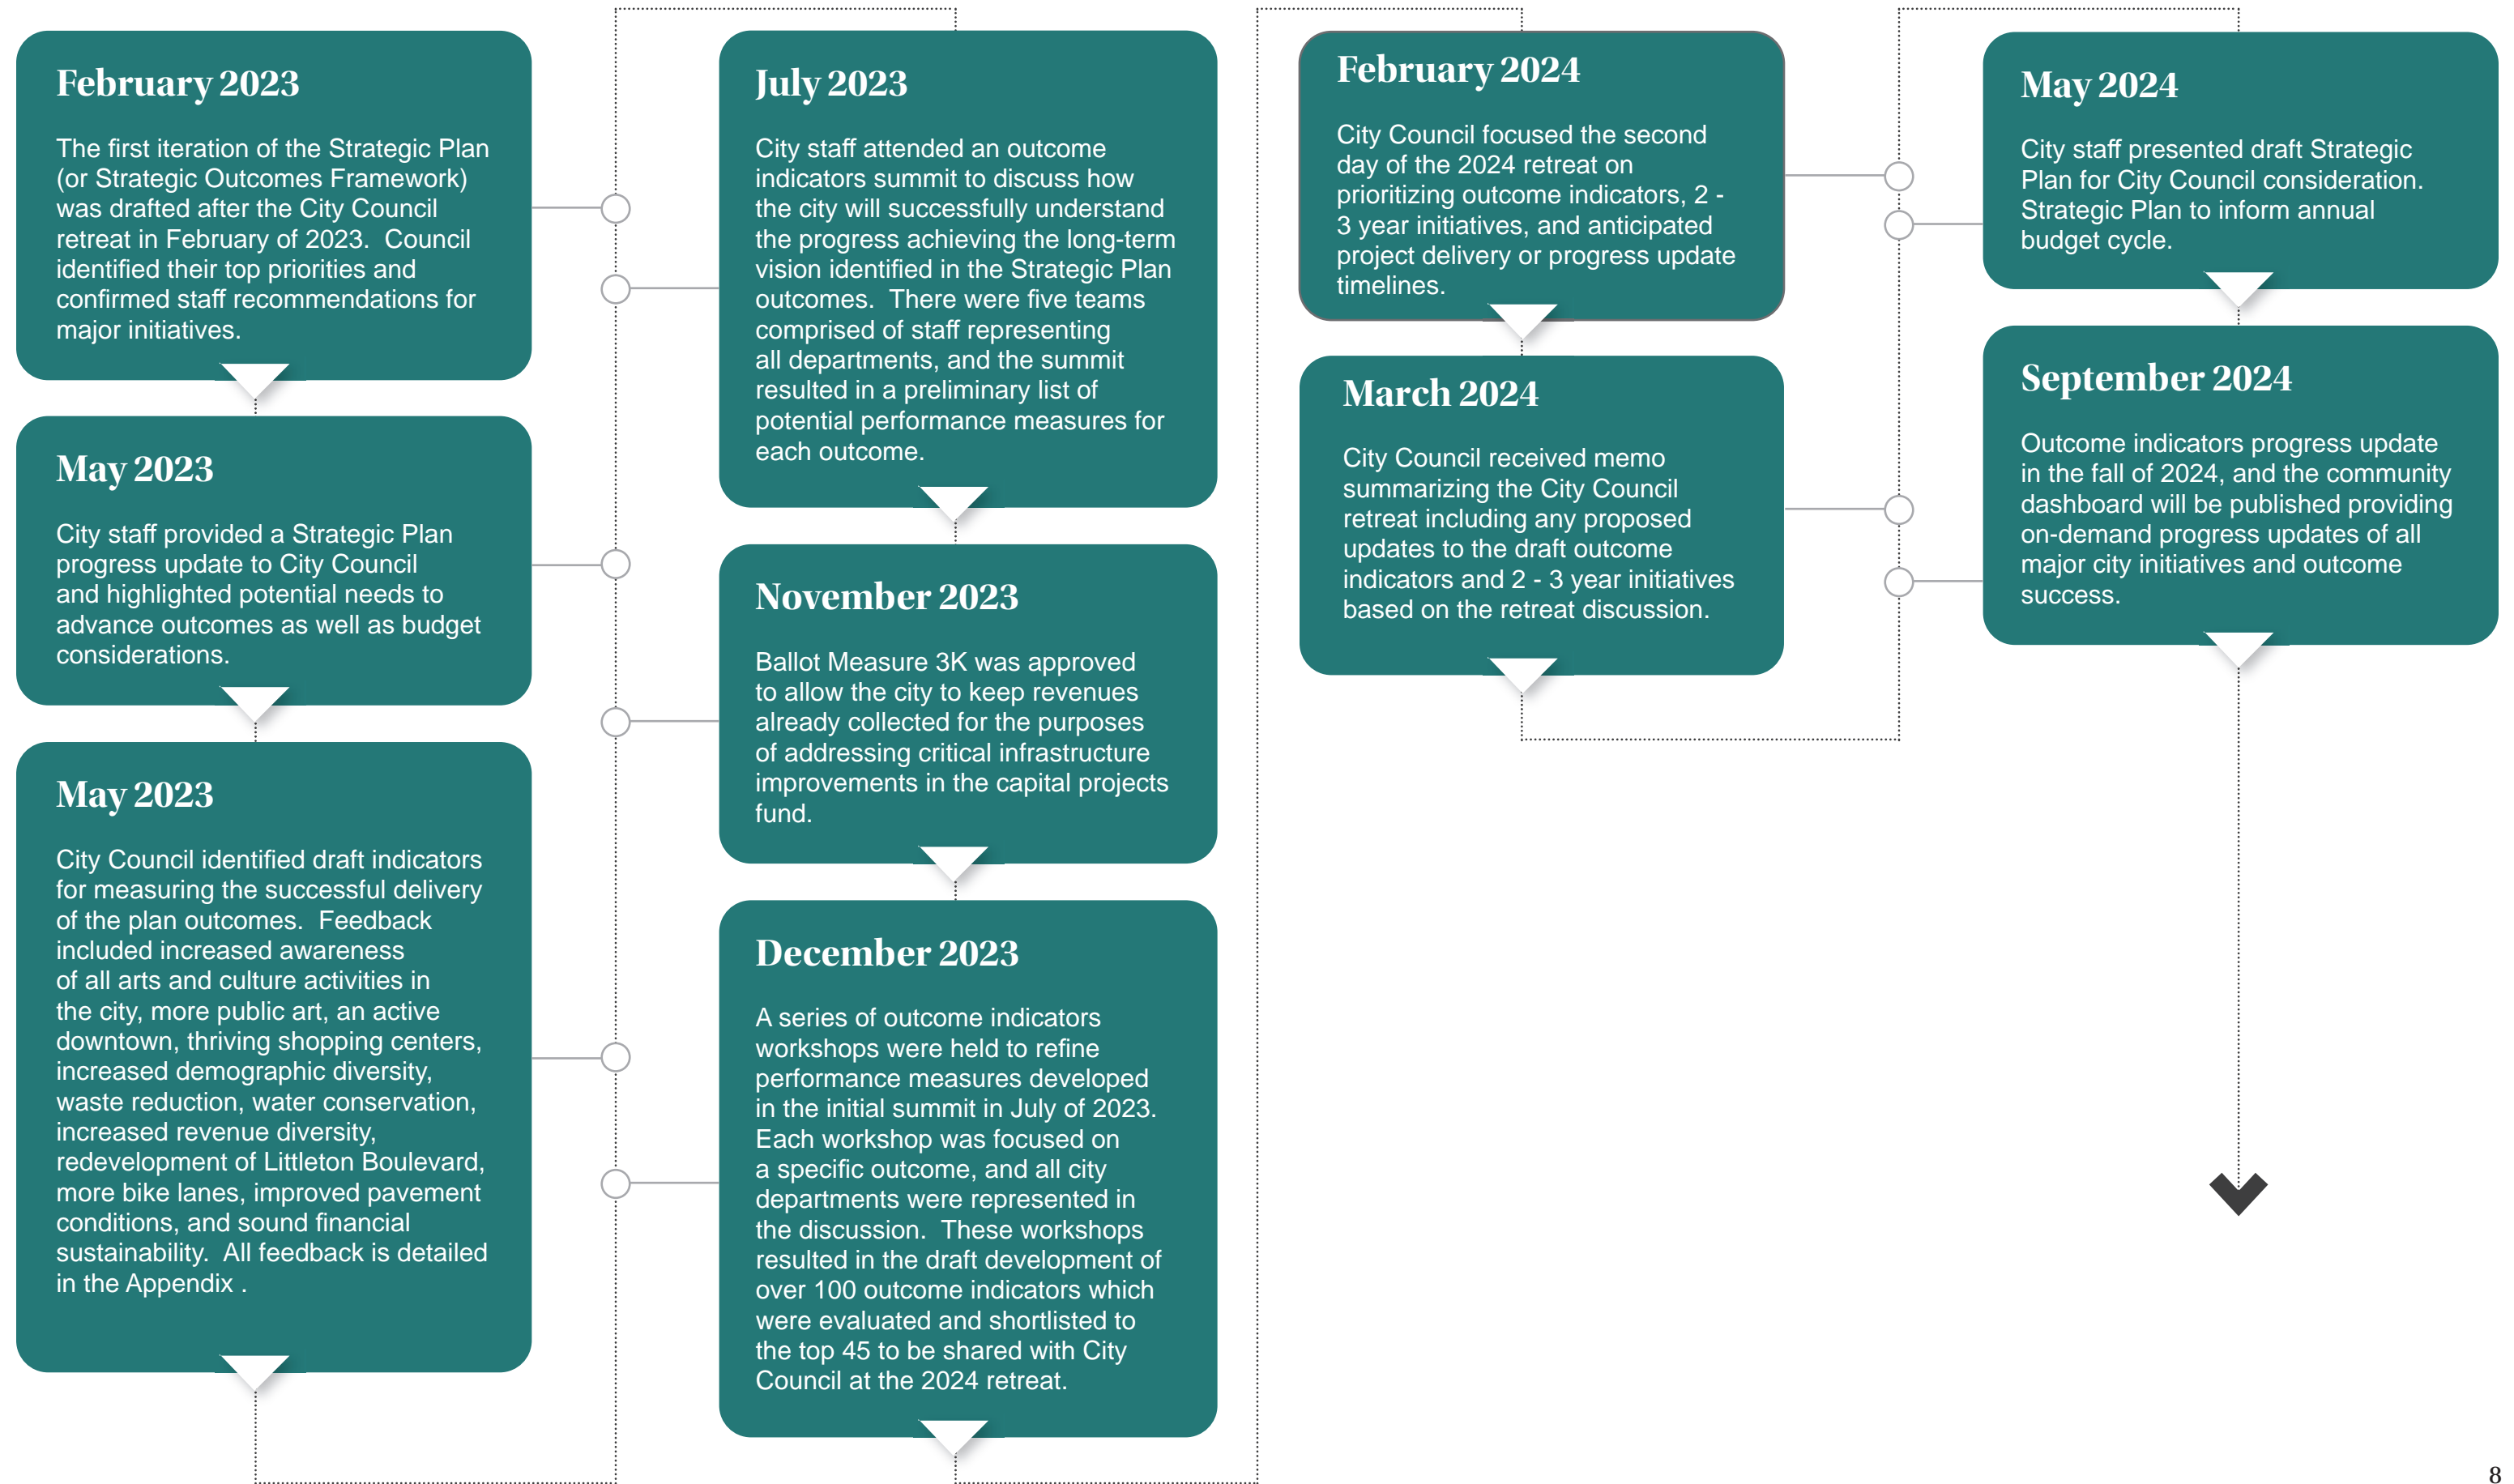 February 2023
The first iteration of the Strategic Plan
(or Strategic Outcomes Framework)
was drafted after the City Council
retreat in February of 2023.  Council
identified their top priorities and
confirmed staff recommendations for
major initiatives.
May 2023
City staff provided a Strategic Plan
progress update to City Council
and highlighted potential needs to
advance outcomes as well as budget
considerations.
May 2023
City Council identified draft indicators
for measuring the successful delivery
of the plan outcomes.  Feedback
included increased awareness
of all arts and culture activities in
the city, more public art, an active
downtown, thriving shopping centers,
increased demographic diversity,
waste reduction, water conservation,
increased revenue diversity,
redevelopment of Littleton Boulevard,
more bike lanes, improved pavement
conditions, and sound financial
sustainability.  All feedback is detailed
in the Appendix .
July 2023
City staff attended an outcome
indicators summit to discuss how
the city will successfully understand
the progress achieving the long-term
vision identified in the Strategic Plan
outcomes.  There were five teams
comprised of staff representing
all departments, and the summit
resulted in a preliminary list of
potential performance measures for
each outcome.
November 2023
Ballot Measure 3K was approved
to allow the city to keep revenues
already collected for the purposes
of addressing critical infrastructure
improvements in the capital projects
fund.
December 2023
A series of outcome indicators
workshops were held to refine
performance measures developed
in the initial summit in July of 2023.
Each workshop was focused on
a specific outcome, and all city
departments were represented in
the discussion.  These workshops
resulted in the draft development of
over 100 outcome indicators which
were evaluated and shortlisted to
the top 45 to be shared with City
Council at the 2024 retreat.
February 2024
City Council focused the second
day of the 2024 retreat on
prioritizing outcome indicators, 2 -
3 year initiatives, and anticipated
project delivery or progress update
timelines.
March 2024
City Council received memo
summarizing the City Council
retreat including any proposed
updates to the draft outcome
indicators and 2 - 3 year initiatives
based on the retreat discussion.
May 2024
City staff presented draft Strategic
Plan for City Council consideration.
Strategic Plan to inform annual
budget cycle.
September 2024
Outcome indicators progress update
in the fall of 2024, and the community
dashboard will be published providing
on-demand progress updates of all
major city initiatives and outcome
success.
8